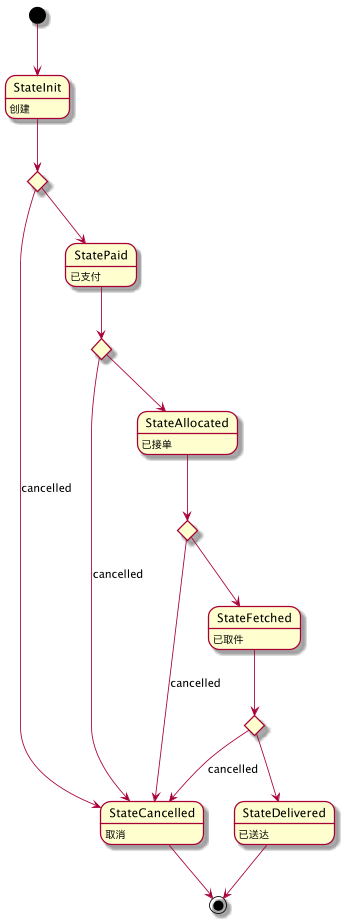 StateInit
创建
StatePaid
已支付
StateAllocated
已接单
cancelled
cancelled
StateFetched
已取件
cancelled
cancelled
StateCancelled
取消
StateDelivered
已送达